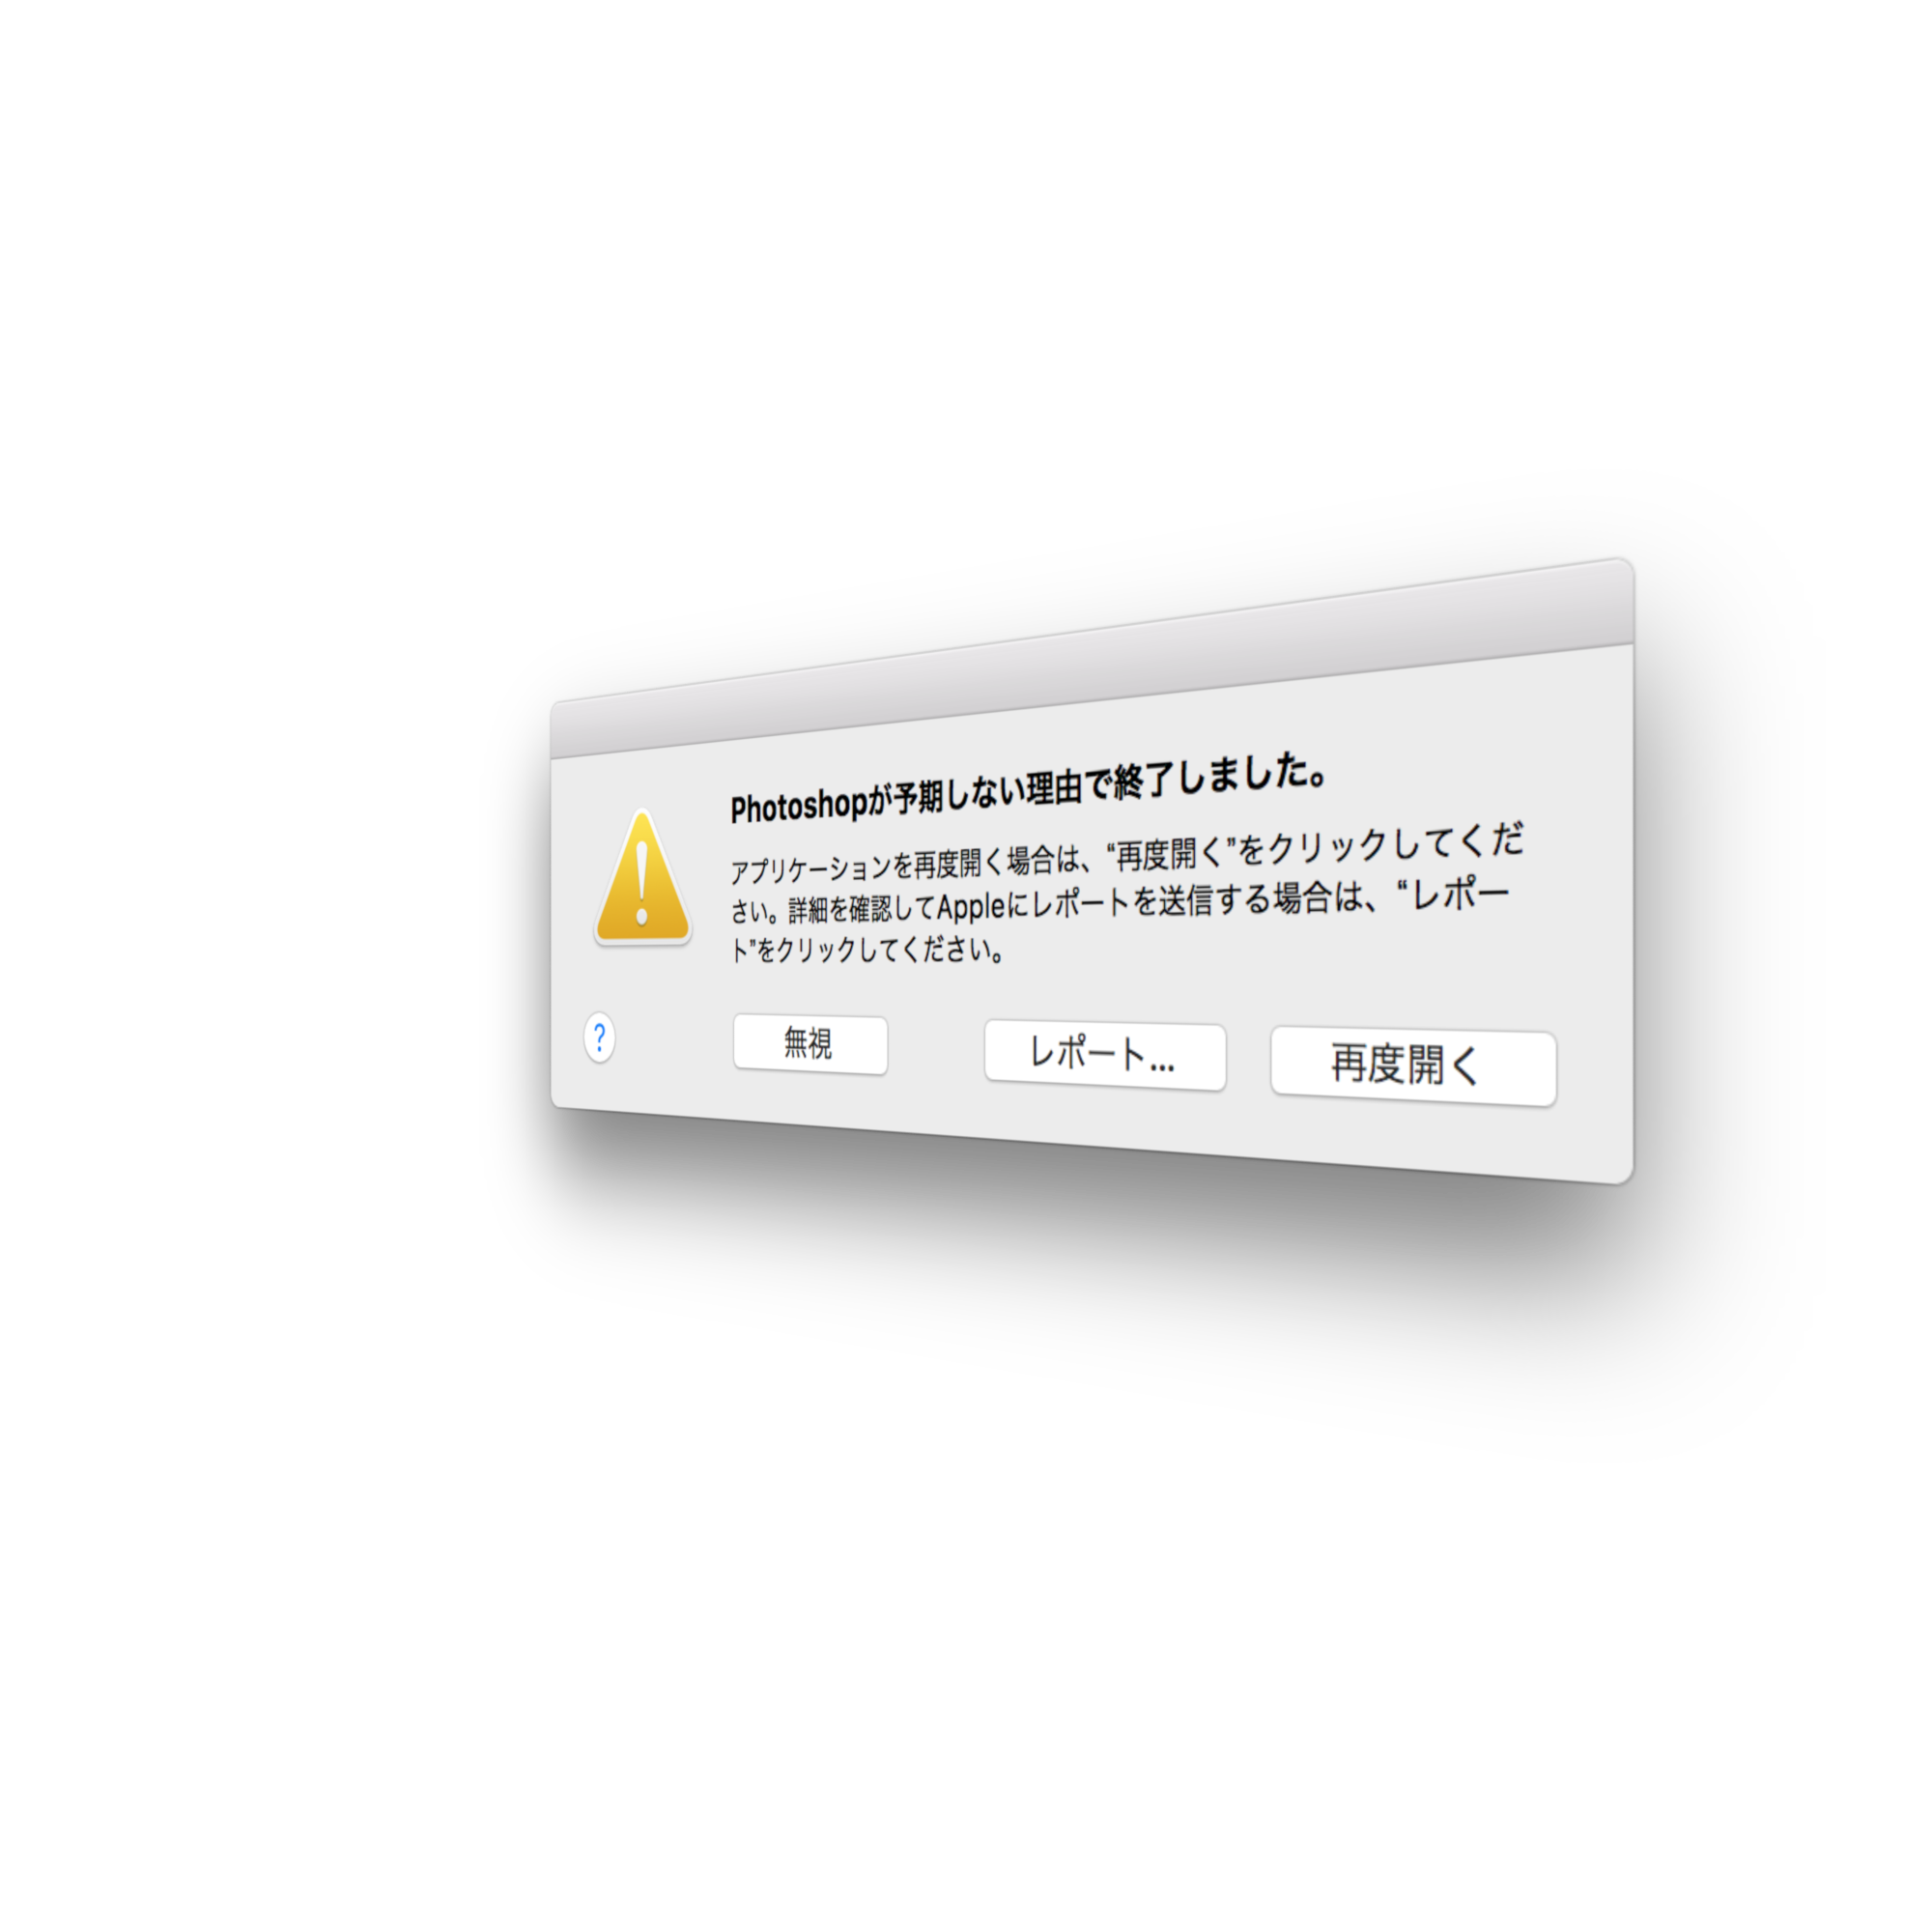 Photoshopが予期しない理由で終了しました。
アプリケーションを再度開く場合は、“再度開く”をクリックしてくだ
さい。詳細を確認してAppleにレポートを送信する場合は、“レポー
ト”をクリックしてください。
?
無視
レポート...
再度開く